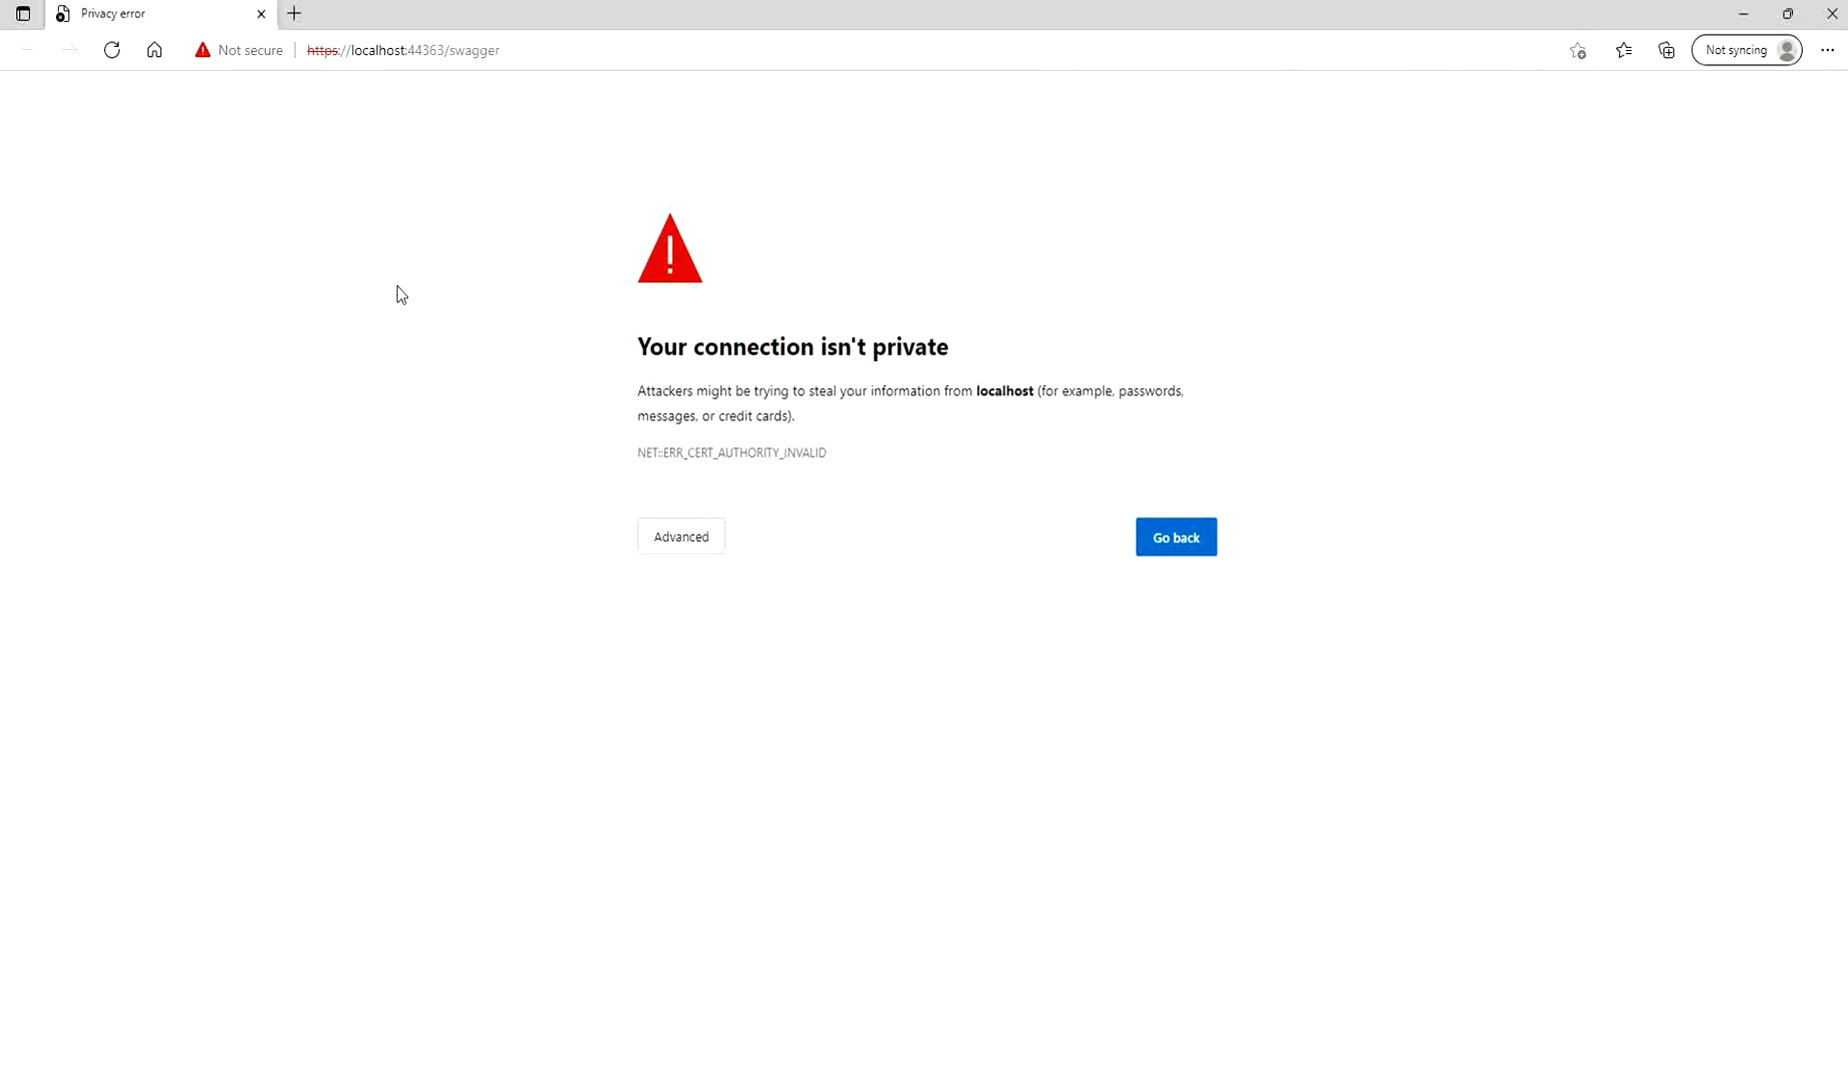 Privacy error
Not secure
https://localhost:44363/swagger
Not syncing
Your connection isn't private
Attackers might be trying to steal your information from localhost (for example, passwords,
messages, or credit cards).
NET::ERR_CERT_AUTHORITY_INVALID
Advanced
Go back